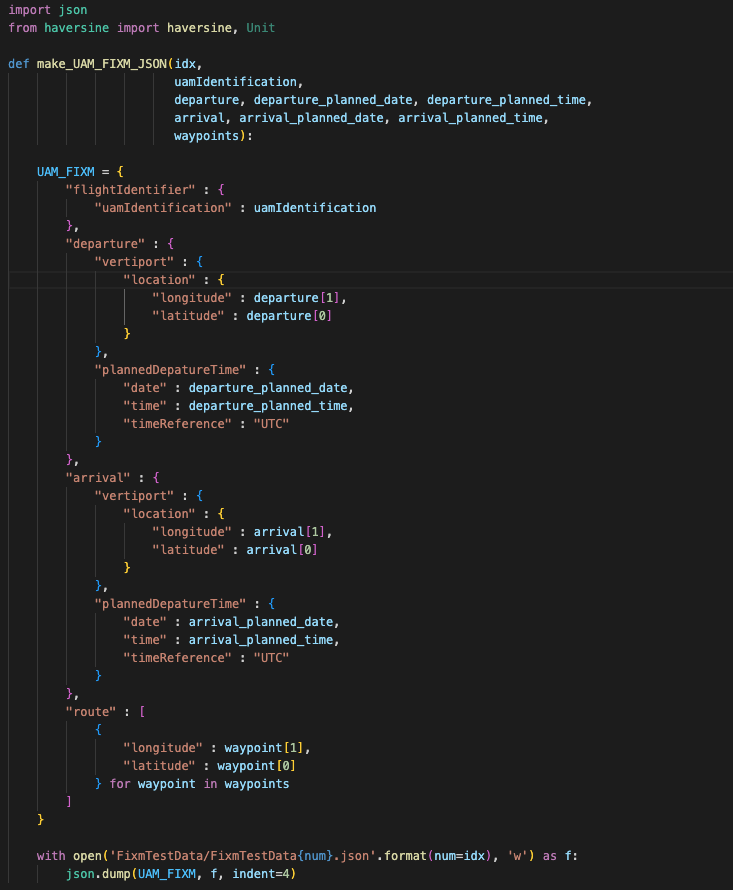 import json
from haversine import haversine, Unit
def make_UAM_FIXM_JSON(idx,
uamIdentification,
departure, departure_planned_date, departure_planned_time,
arrival, arrival_planned_date, arrival_planned_time,
waypoints):
UAM_FIXM = {
"flightIdentifier" : {
"uamIdentification" : uamIdentification
},
"departure" : {
"vertiport" : {
"location" : {
"longitude" : departure[1],
"latitude" : departure[0]
}
},
"plannedDepatureTime" : {
"date" : departure_planned_date,
"time" : departure_planned_time,
"timeReference" : "UTC"
}
},
"arrival" : {
"vertiport" : {
"location" : {
"longitude" : arrival[1],
"latitude" : arrival[0]
}
},
"plannedDepatureTime" : {
"date" : arrival_planned_date,
"time" : arrival_planned_time,
"timeReference" : "UTC"
}
},
"route" : [
{
"longitude" : waypoint[1],
"latitude" : waypoint[0]
} for waypoint in waypoints
]
}
with open('FixmTestData/FixmTestData{num}.json'.format(num=idx), 'w') as f:
json.dump(UAM_FIXM, f, indent=4)